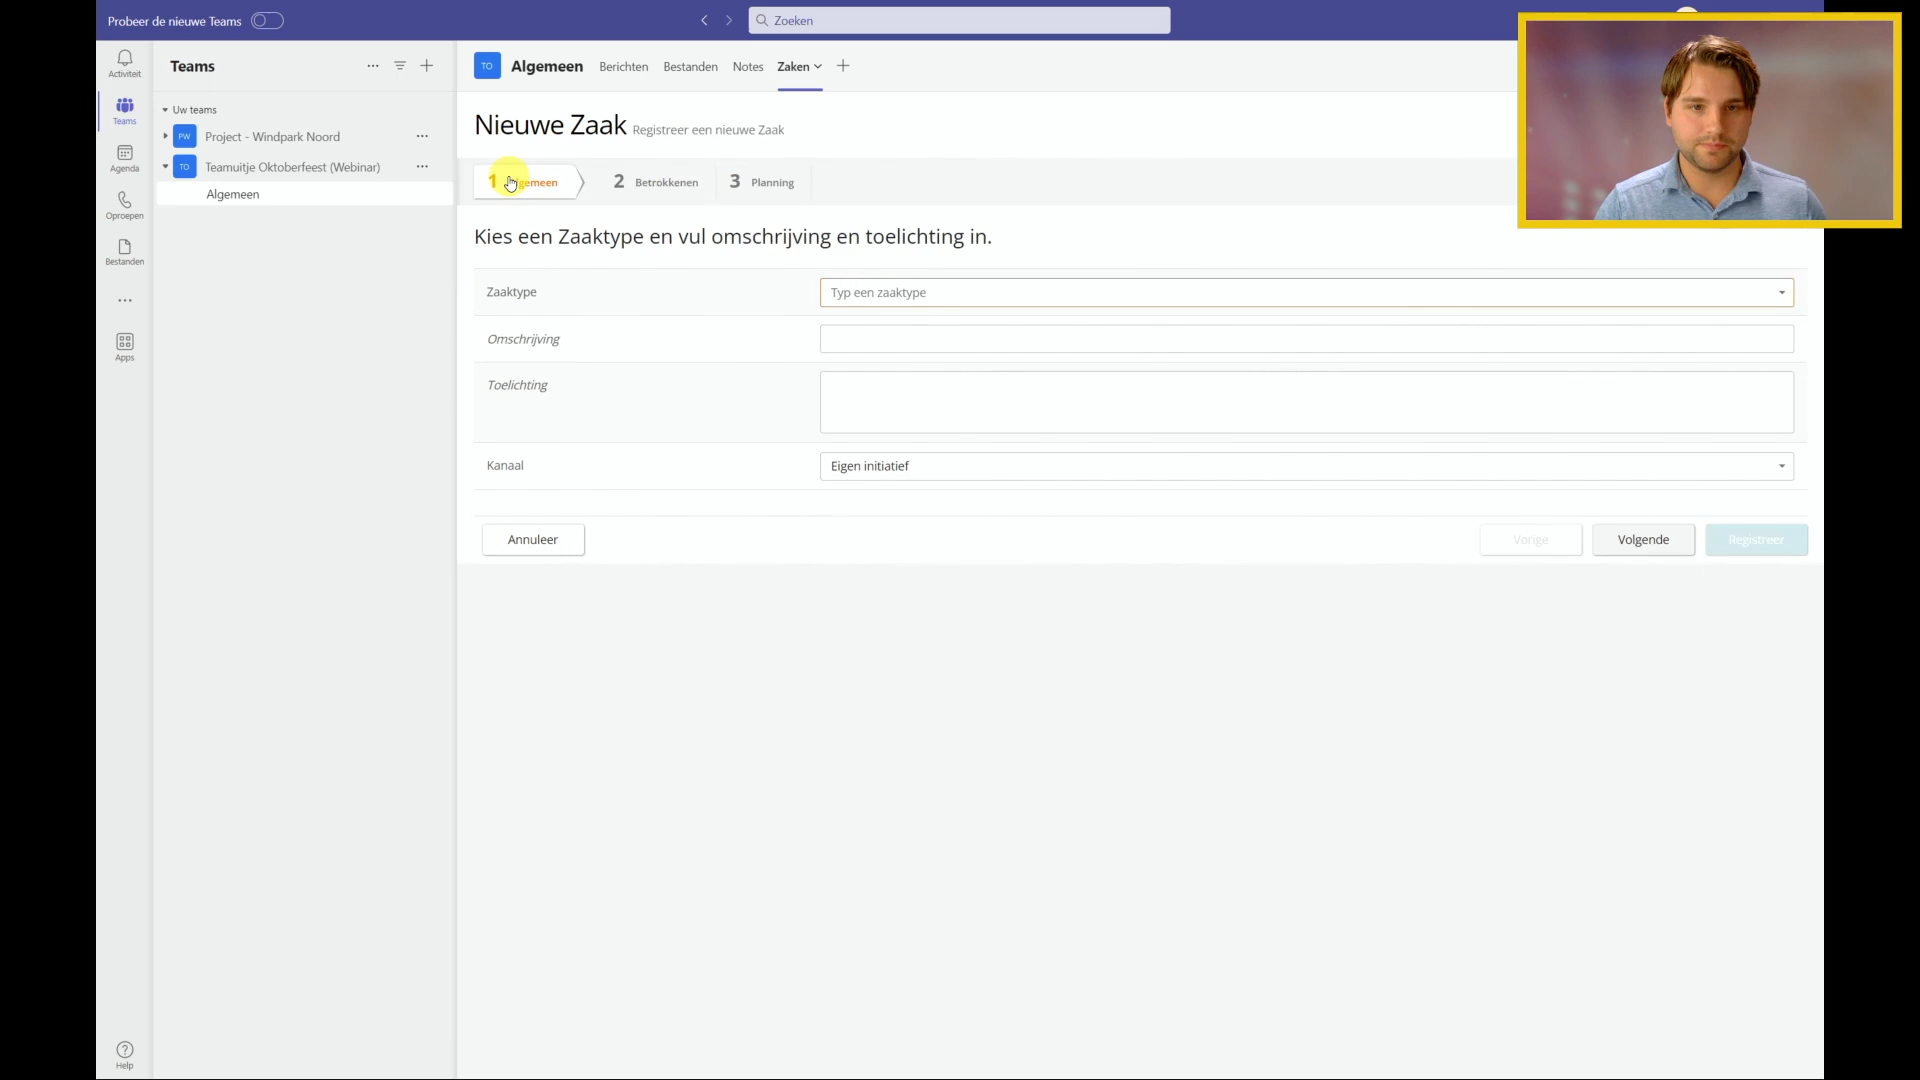 Probeer de nieuwe Teams
Zoeken
Activiteit
Teams
Agenda
Oproepen
Bestanden
Apps
Help
Teams
Uw teams
PW Project - Windpark Noord
TO Teamuitje Oktoberfeest (Webinar)
Algemeen
TO Algemeen Berichten Bestanden Notes Zaken
Nieuwe Zaak Registreer een nieuwe Zaak
1 gemeen 2 Betrokkenen 3 Planning
Kies een Zaaktype en vul omschrijving en toelichting in.
Zaaktype Typ een zaaktype
Omschrijving
Toelichting
Kanaal Eigen initiatief
Annuleer Vorige Volgende Registreer